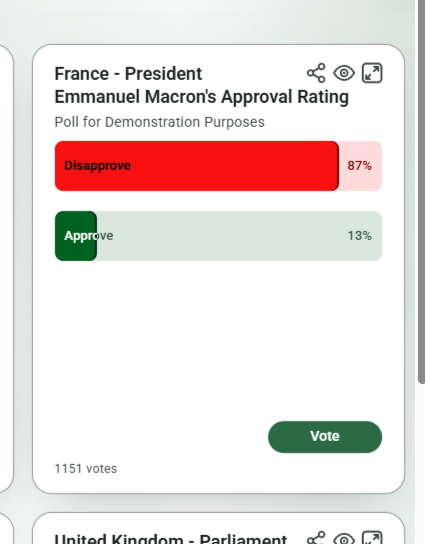 France - President
Emmanuel Macron's Approval Rating
Poll for Demonstration Purposes
Disapprove 87%
Approve 13%
Vote
1151 votes
United Kingdom - Parliament